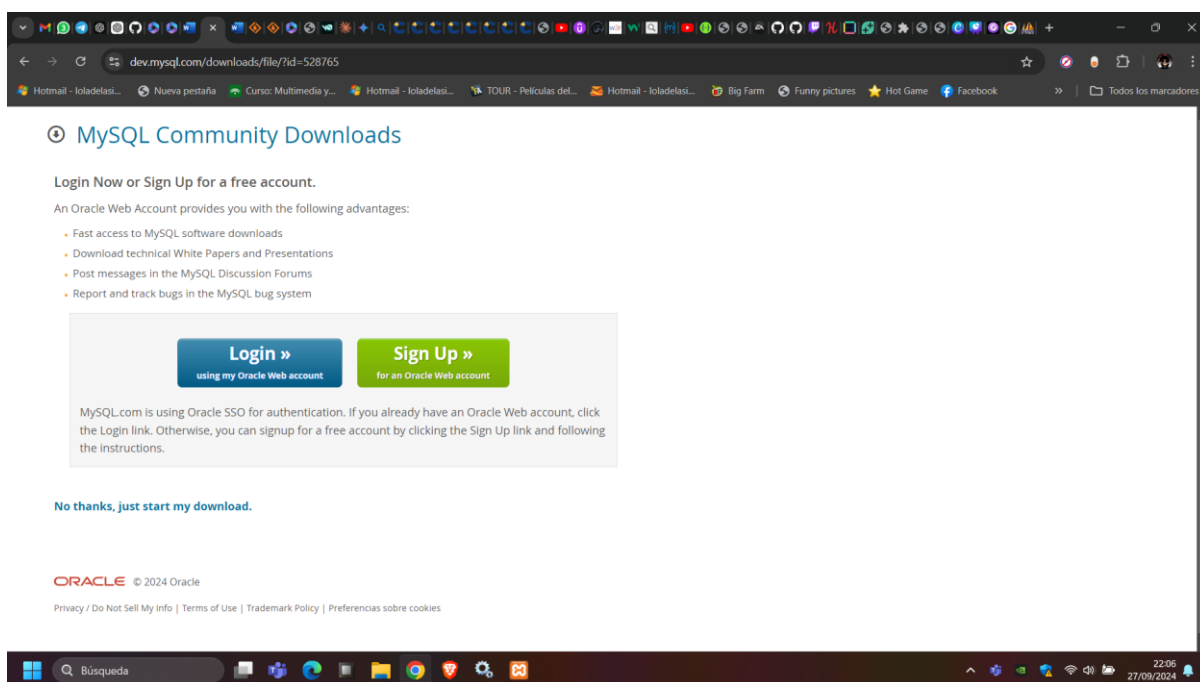 dev.mysql.com/downloads/file/?id=528765
Hotmail - loladelasi... Nueva pestaña Curso: Multimedia y... Hotmail - loladelasi... TOUR - Películas del... Hotmail - loladelasi... Big Farm Funny pictures Hot Game Facebook » Todos los marcadores
MySQL Community Downloads
Login Now or Sign Up for a free account.
An Oracle Web Account provides you with the following advantages:
Fast access to MySQL software downloads
Download technical White Papers and Presentations
Post messages in the MySQL Discussion Forums
Report and track bugs in the MySQL bug system
Login » Sign Up »
using my Oracle Web account for an Oracle Web account
MySQL.com is using Oracle SSO for authentication. If you already have an Oracle Web account, click
the Login link. Otherwise, you can signup for a free account by clicking the Sign Up link and following
the instructions.
No thanks, just start my download.
ORACLE © 2024 Oracle
Privacy / Do Not Sell My Info | Terms of Use | Trademark Policy | Preferencias sobre cookies
Búsqueda 22:06
27/09/2024